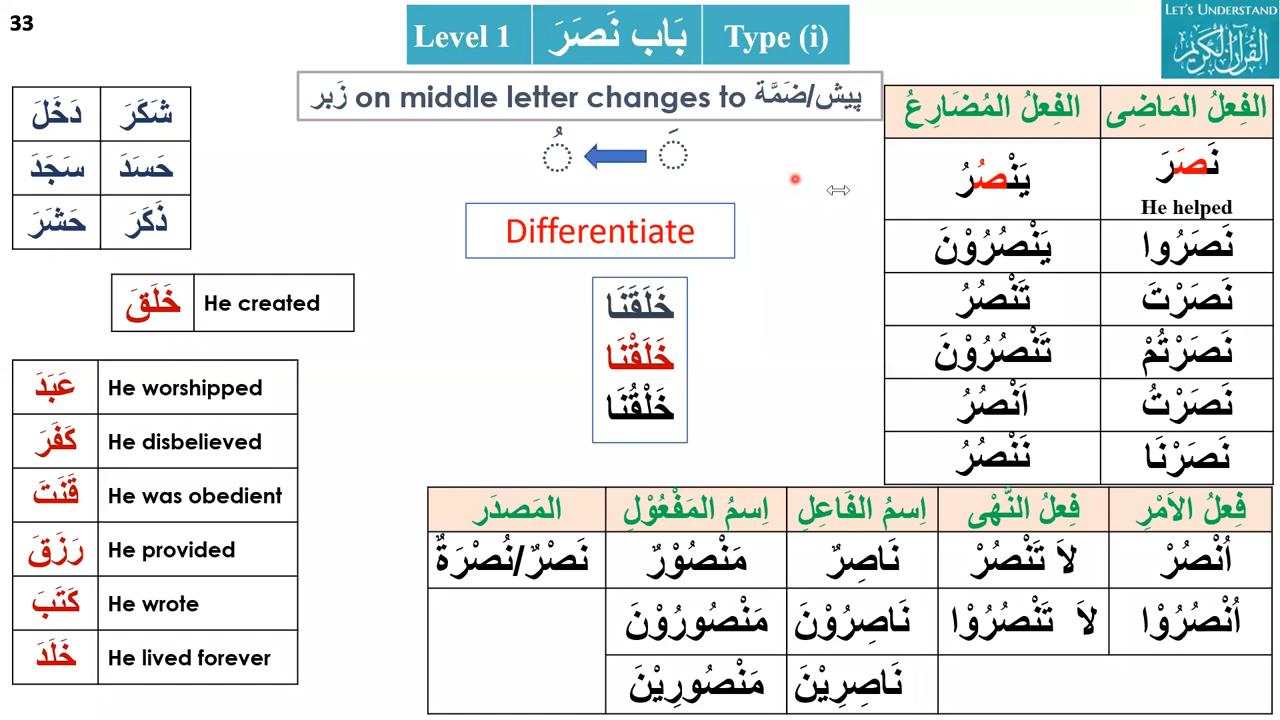 33
Level 1 بَاب نَصَرَ Type (i)
LET'S UNDERSTAND
القرآن الكريم
زَبر on middle letter changes to پِیش/ضَمَّة
شَكَرَ دَخَلَ
حَسَدَ سَجَدَ
ذَكَرَ حَشَرَ
خَلَقَ He created
عَبَدَ He worshipped
كَفَرَ He disbelieved
قَنَتَ He was obedient
رَزَقَ He provided
كَتَبَ He wrote
خَلَدَ He lived forever
Differentiate
خَلَقَنَا
خَلَقْنَا
خَلْقُنَا
الفِعلُ المَاضِی الفِعلُ المُضَارِعُ
نَصَرَ يَنْصُرُ
He helped
نَصَرُوا يَنْصُرُوْنَ
نَصَرْتَ تَنْصُرُ
نَصَرْتُمْ تَنْصُرُوْنَ
نَصَرْتُ اَنْصُرُ
نَصَرْنَا نَنْصُرُ
فِعلُ الاَمْرِ فِعلُ النَّهْی اِسمُ الفَاعِلِ اِسمُ المَفْعُوْلِ المَصدَر
اُنْصُرْ لاَ تَنْصُرْ نَاصِرٌ مَنْصُوْرٌ نَصْرٌ/نُصْرَةٌ
اُنْصُرُوْا لاَ تَنْصُرُوْا نَاصِرُوْنَ مَنْصُورُوْنَ
نَاصِرِيْنَ مَنْصُورِيْنَ